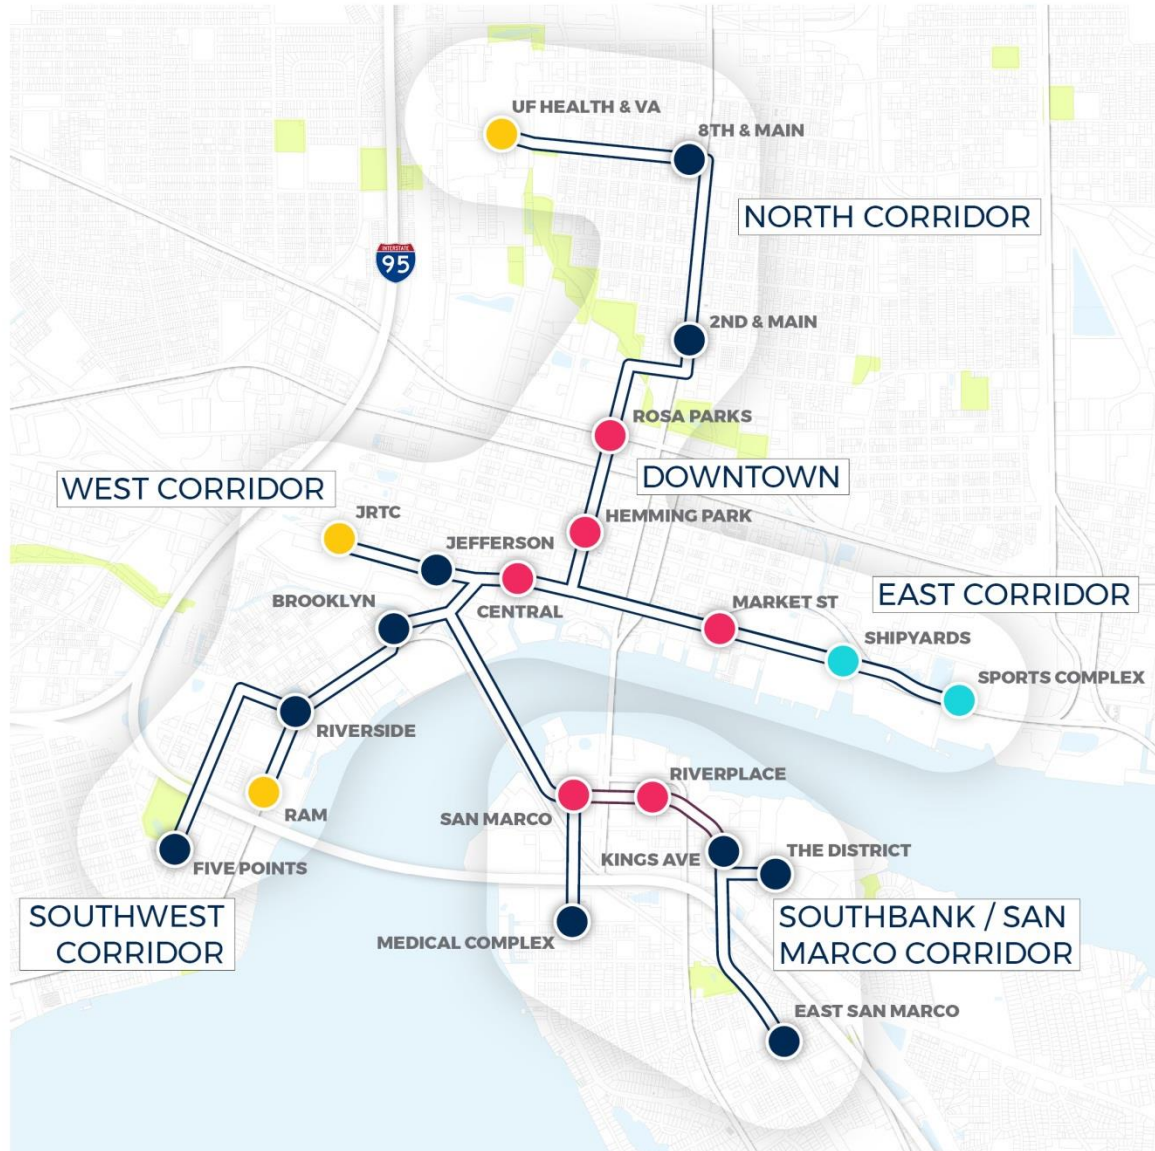 UF HEALTH & VA
8TH & MAIN
NORTH CORRIDOR
INTERSTATE
95
2ND & MAIN
ROSA PARKS
DOWNTOWN
WEST CORRIDOR
JRTC
HEMMING PARK
JEFFERSON
EAST CORRIDOR
BROOKLYN
CENTRAL
MARKET ST
SHIPYARDS
SPORTS COMPLEX
RIVERSIDE
RIVERPLACE
RAM
SAN MARCO
KINGS AVE
THE DISTRICT
FIVE POINTS
SOUTHWEST
CORRIDOR
MEDICAL COMPLEX
SOUTHBANK / SAN
MARCO CORRIDOR
EAST SAN MARCO